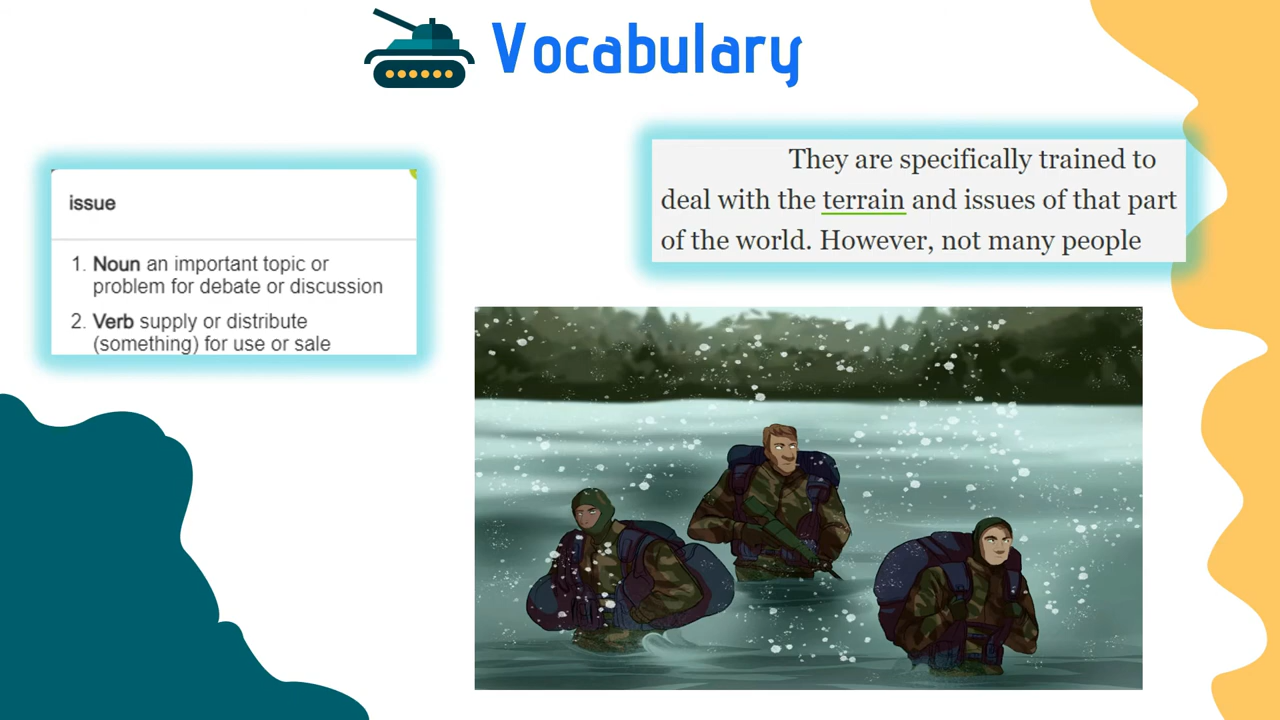 Vocabulary
issue
1. Noun an important topic or
problem for debate or discussion
2. Verb supply or distribute
(something) for use or sale
They are specifically trained to
deal with the terrain and issues of that part
of the world. However, not many people